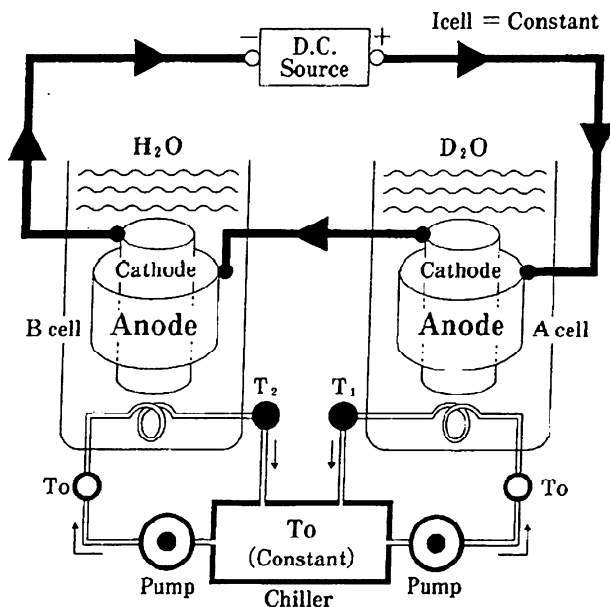 Icell = Constant
− D.C. +
Source
H₂O
D₂O
Cathode
Cathode
Anode
Anode
B cell
A cell
T₂
T₁
To
To
To
(Constant)
Pump
Pump
Chiller